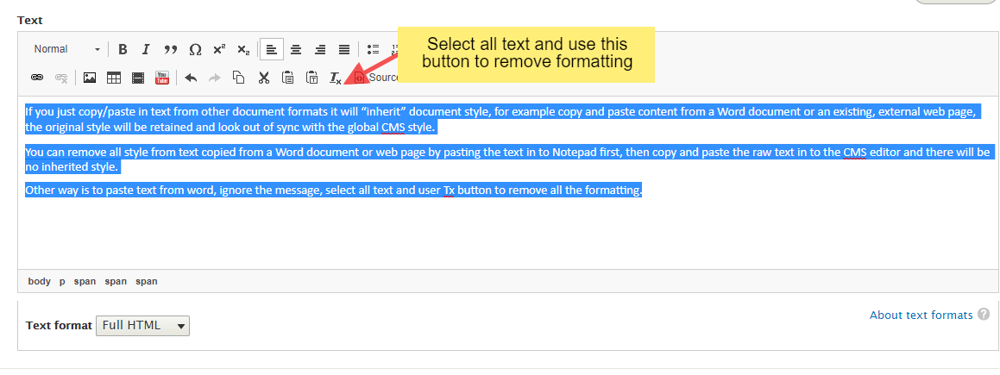 Text
Normal
B I ” Ω x² x₂
Select all text and use this
button to remove formatting
You
Tube
T Tx Source
If you just copy/paste in text from other document formats it will “inherit” document style, for example copy and paste content from a Word document or an existing, external web page,
the original style will be retained and look out of sync with the global CMS style.
You can remove all style from text copied from a Word document or web page by pasting the text in to Notepad first, then copy and paste the raw text in to the CMS editor and there will be
no inherited style.
Other way is to paste text from word, ignore the message, select all text and user Tx button to remove all the formatting.
body p span span span
About text formats ?
Text format Full HTML